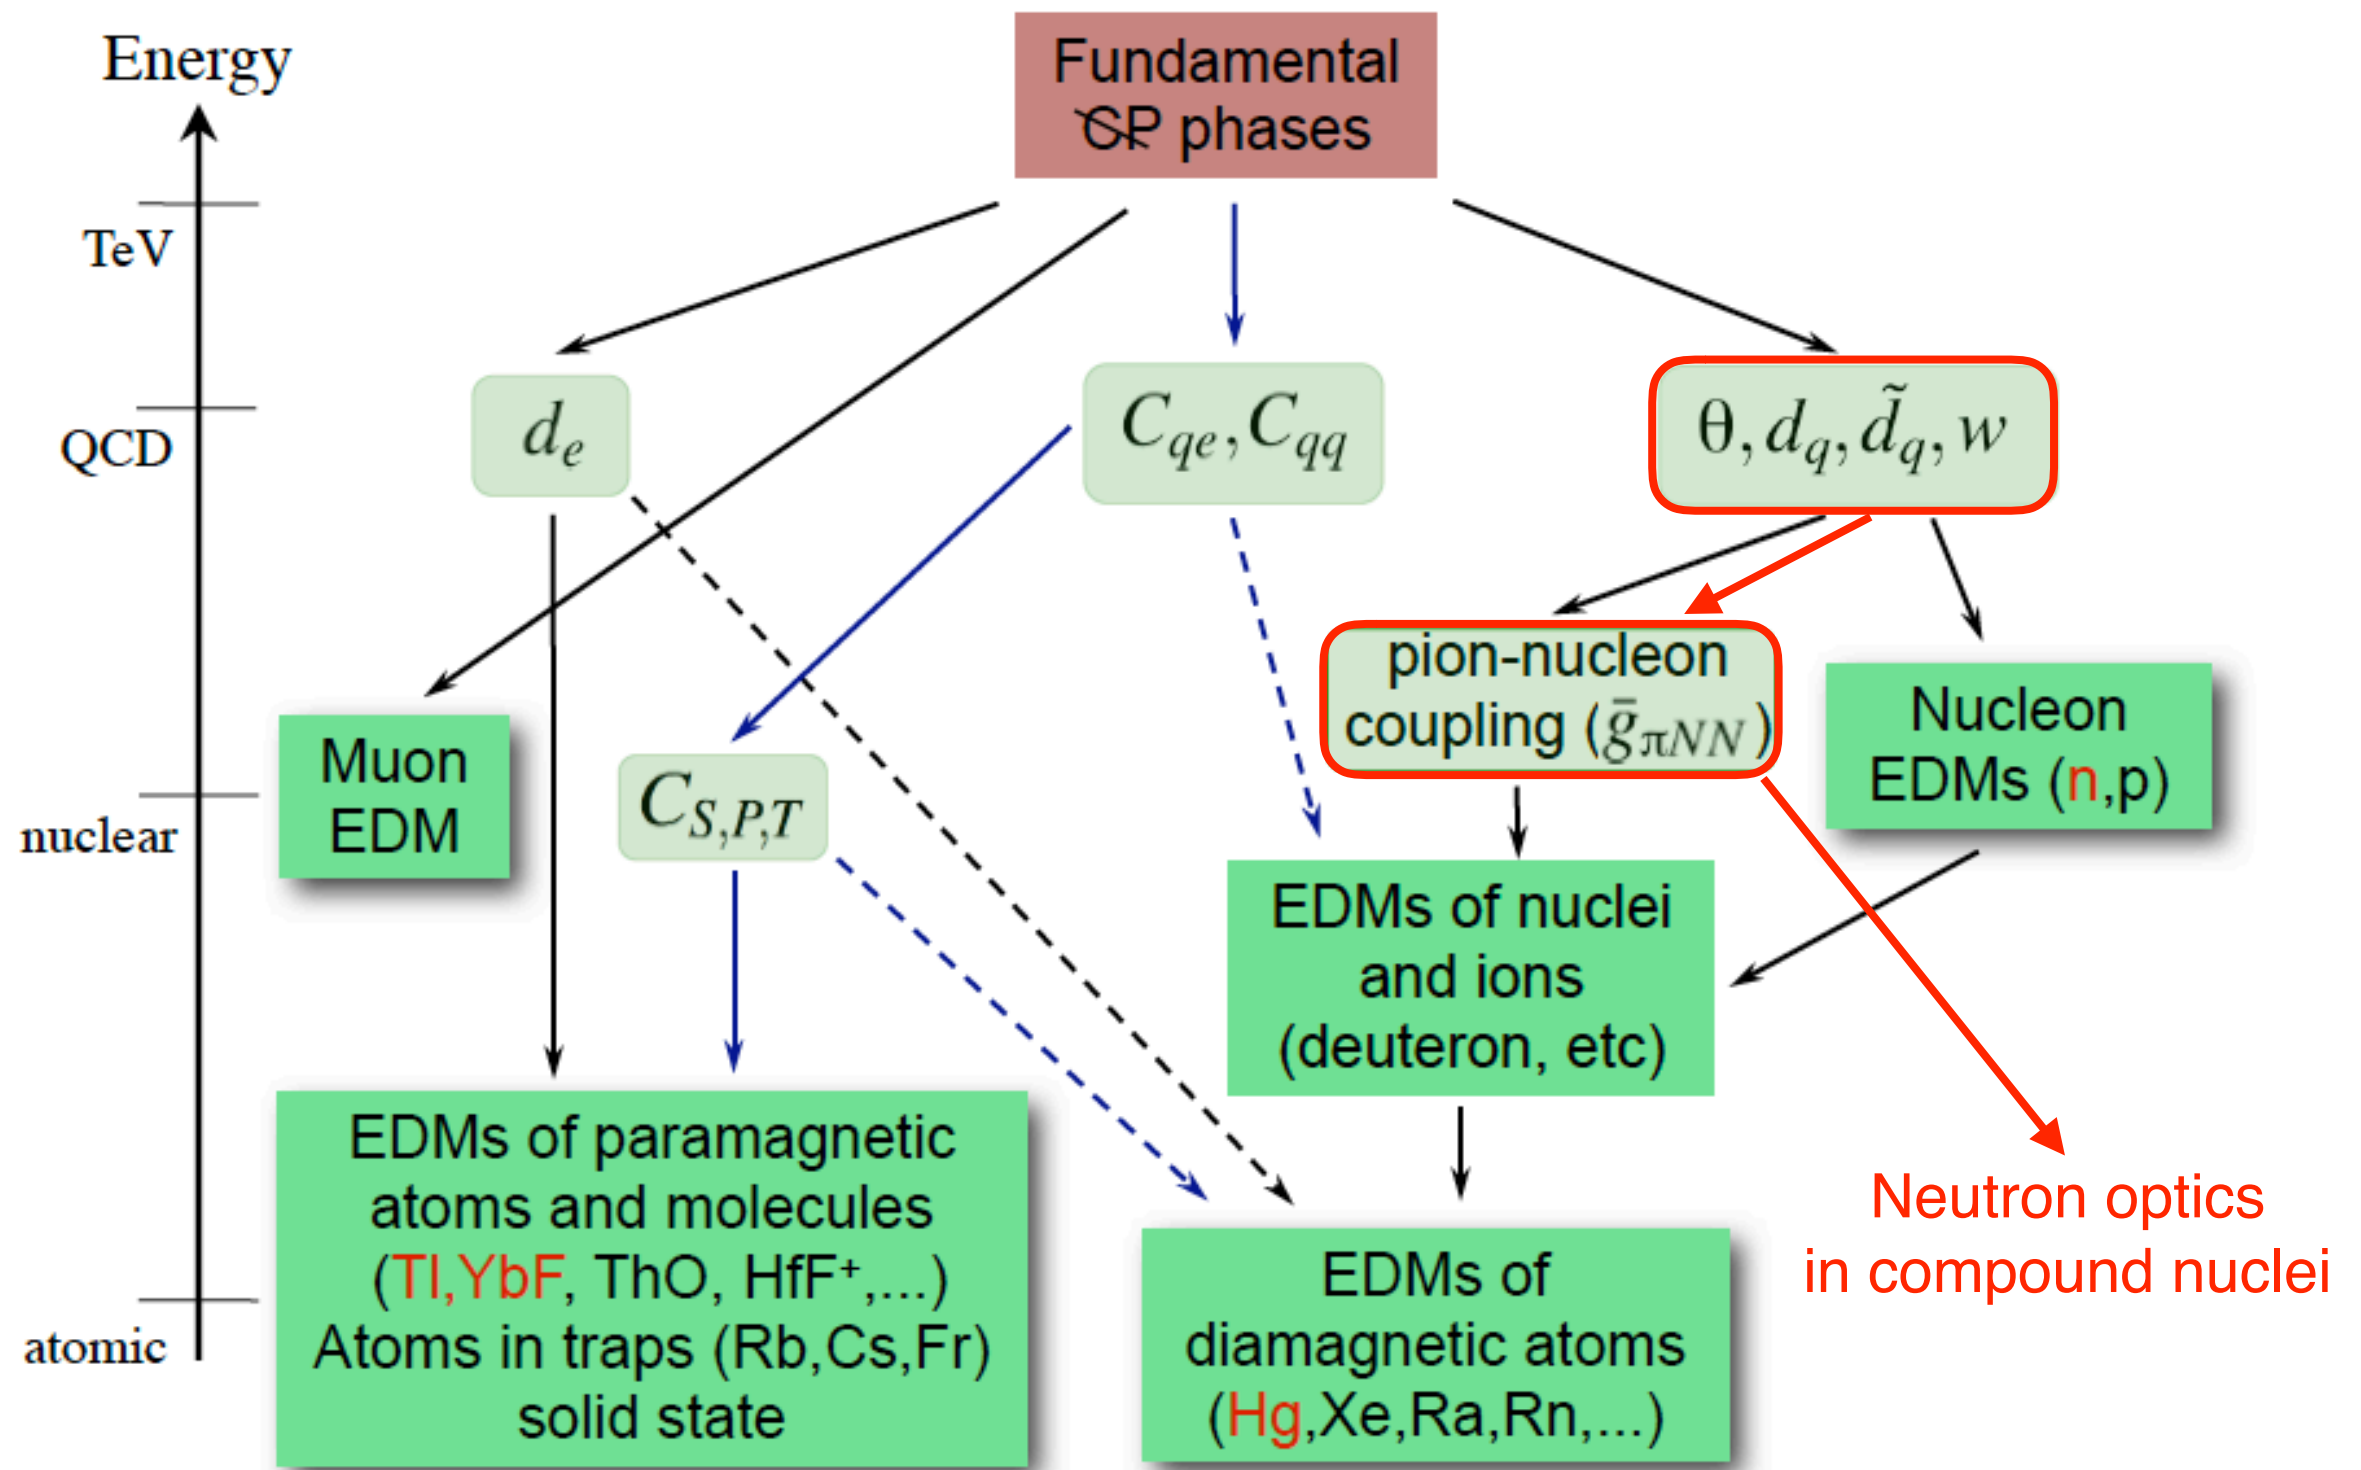 Energy
Fundamental
CP phases
TeV
QCD
dₑ
C_qe, C_qq
θ, d_q, d̃_q, w
pion-nucleon
coupling (ḡ_πNN)
Nucleon
EDMs (n,p)
Muon
EDM
nuclear
C_S,P,T
EDMs of nuclei
and ions
(deuteron, etc)
EDMs of paramagnetic
atoms and molecules
(Tl,YbF, ThO, HfF⁺,...)
Atoms in traps (Rb,Cs,Fr)
solid state
Neutron optics
in compound nuclei
EDMs of
diamagnetic atoms
(Hg,Xe,Ra,Rn,...)
atomic